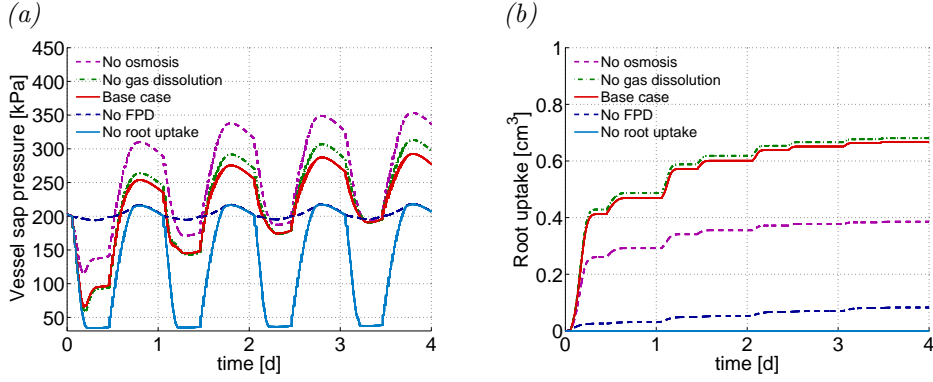 (a)
Vessel sap pressure [kPa]
450
400
350
300
250
200
150
100
50
No osmosis
No gas dissolution
Base case
No FPD
No root uptake
0 1 2 3 4
time [d]
(b)
Root uptake [cm³]
1
0.8
0.6
0.4
0.2
0
No osmosis
No gas dissolution
Base case
No FPD
No root uptake
0 1 2 3 4
time [d]